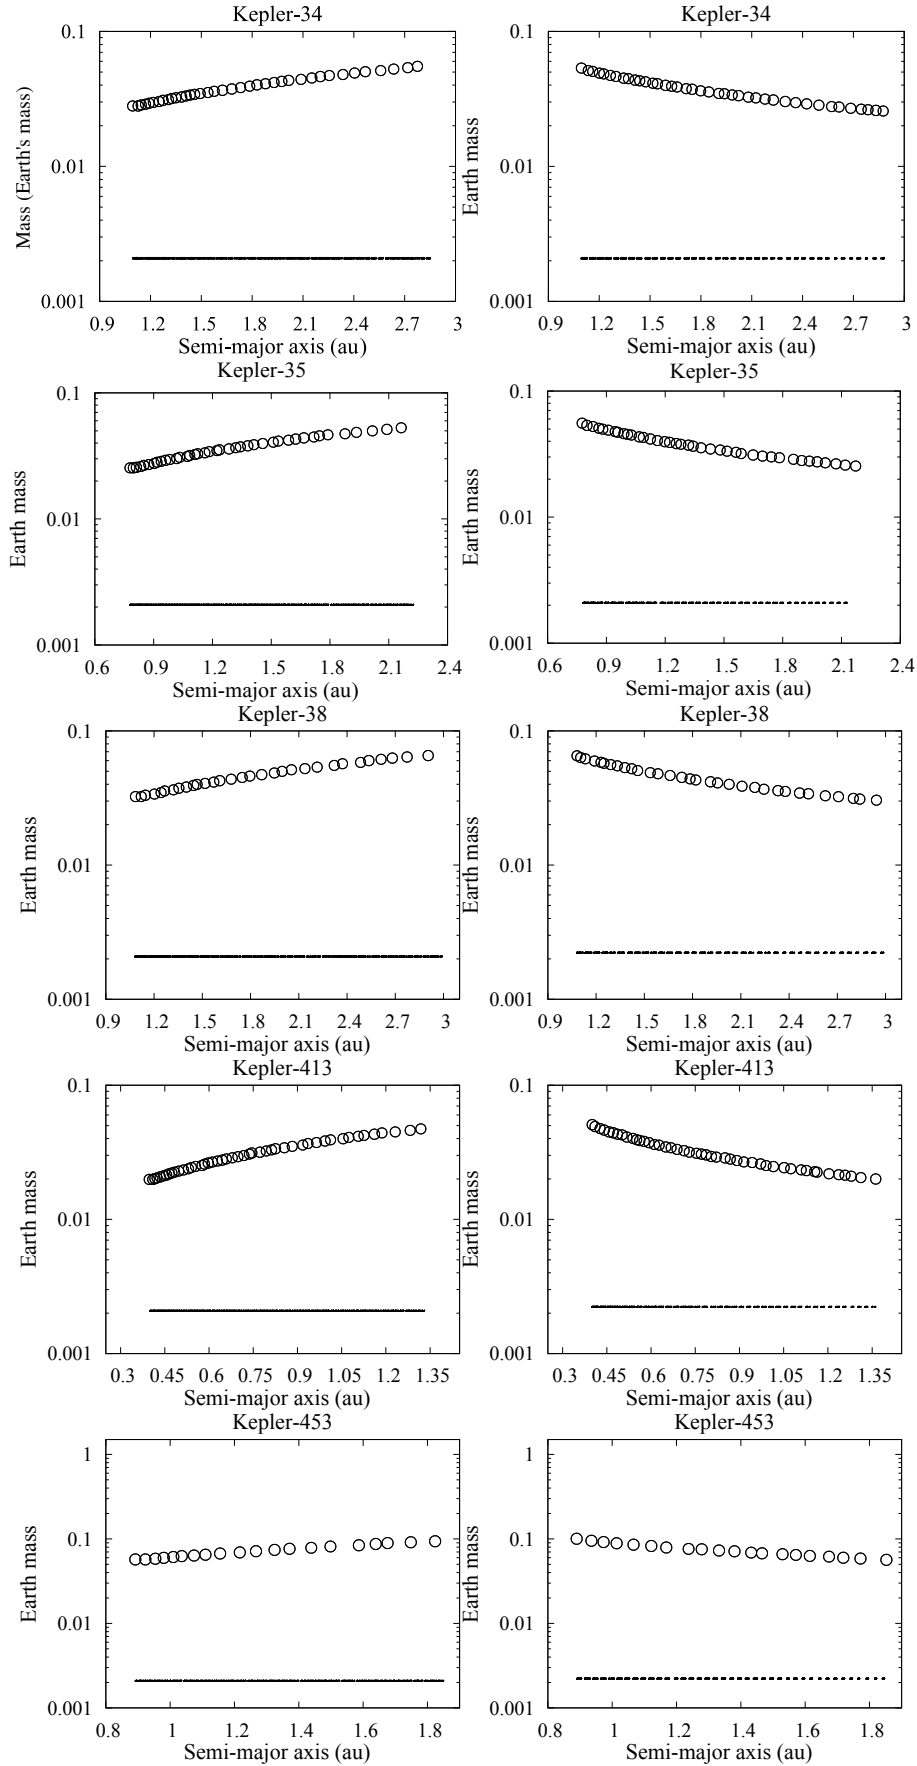 Kepler-34
Kepler-34
0.1
0.01
0.001
Mass (Earth's mass)
0.9 1.2 1.5 1.8 2.1 2.4 2.7 3
Semi-major axis (au)
0.1
0.01
0.001
Earth mass
0.9 1.2 1.5 1.8 2.1 2.4 2.7 3
Semi-major axis (au)
Kepler-35
Kepler-35
0.1
0.01
0.001
Earth mass
0.6 0.9 1.2 1.5 1.8 2.1 2.4
Semi-major axis (au)
0.1
0.01
0.001
Earth mass
0.6 0.9 1.2 1.5 1.8 2.1 2.4
Semi-major axis (au)
Kepler-38
Kepler-38
0.1
0.01
0.001
Earth mass
0.9 1.2 1.5 1.8 2.1 2.4 2.7 3
Semi-major axis (au)
0.1
0.01
0.001
Earth mass
0.9 1.2 1.5 1.8 2.1 2.4 2.7 3
Semi-major axis (au)
Kepler-413
Kepler-413
0.1
0.01
0.001
Earth mass
0.3 0.45 0.6 0.75 0.9 1.05 1.2 1.35
Semi-major axis (au)
0.1
0.01
0.001
Earth mass
0.3 0.45 0.6 0.75 0.9 1.05 1.2 1.35
Semi-major axis (au)
Kepler-453
Kepler-453
1
0.1
0.01
0.001
Earth mass
0.8 1 1.2 1.4 1.6 1.8
Semi-major axis (au)
1
0.1
0.01
0.001
Earth mass
0.8 1 1.2 1.4 1.6 1.8
Semi-major axis (au)